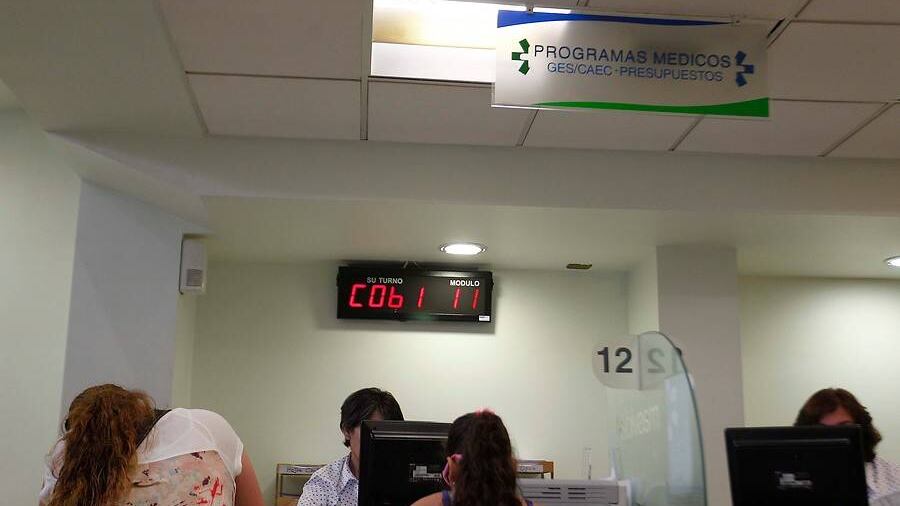 PROGRAMAS MEDICOS
GES/CAEC - PRESUPUESTOS
SU TURNO MODULO
C061 11
12